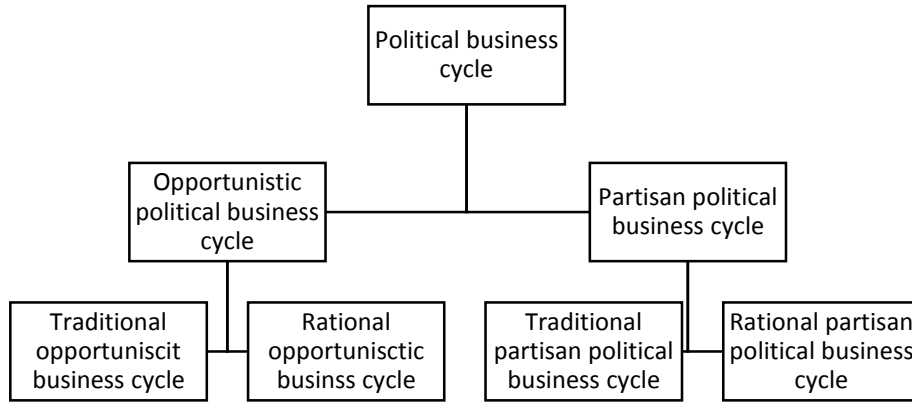 Political business
cycle
Opportunistic
political business
cycle
Partisan political
business cycle
Traditional
opportuniscit
business cycle
Rational
opportunisctic
businss cycle
Traditional
partisan political
business cycle
Rational partisan
political business
cycle